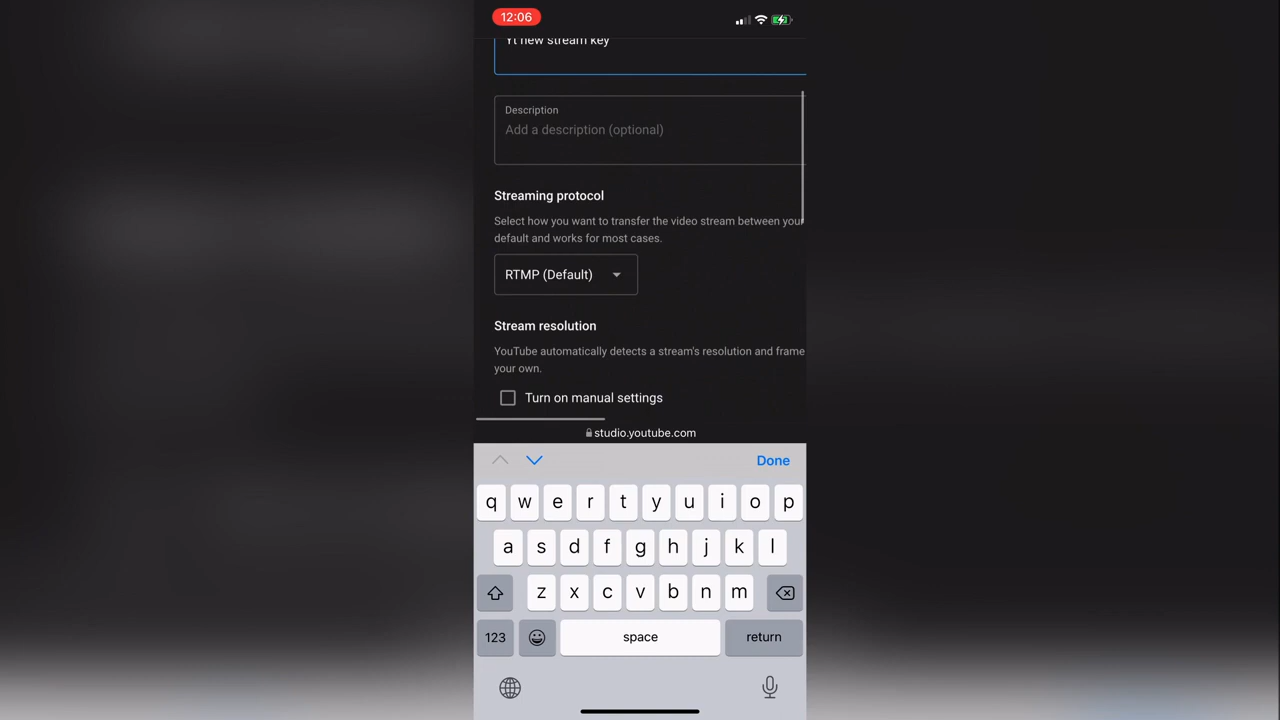 12:06
Yt new stream key
Description
Add a description (optional)
Streaming protocol
Select how you want to transfer the video stream between your
default and works for most cases.
RTMP (Default)
Stream resolution
YouTube automatically detects a stream's resolution and frame
your own.
Turn on manual settings
studio.youtube.com
Done
q w e r t y u i o p
a s d f g h j k l
z x c v b n m
123 space return